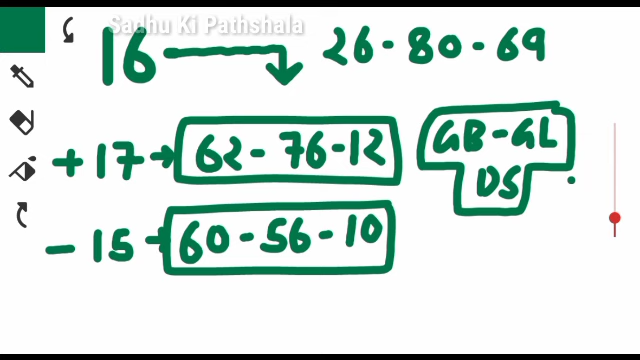 Sadhu Ki Pathshala
16 → 26 - 80 - 69
+ 17 → 62 - 76 - 12
GB - GL
DS
- 15 → 60 - 56 - 10